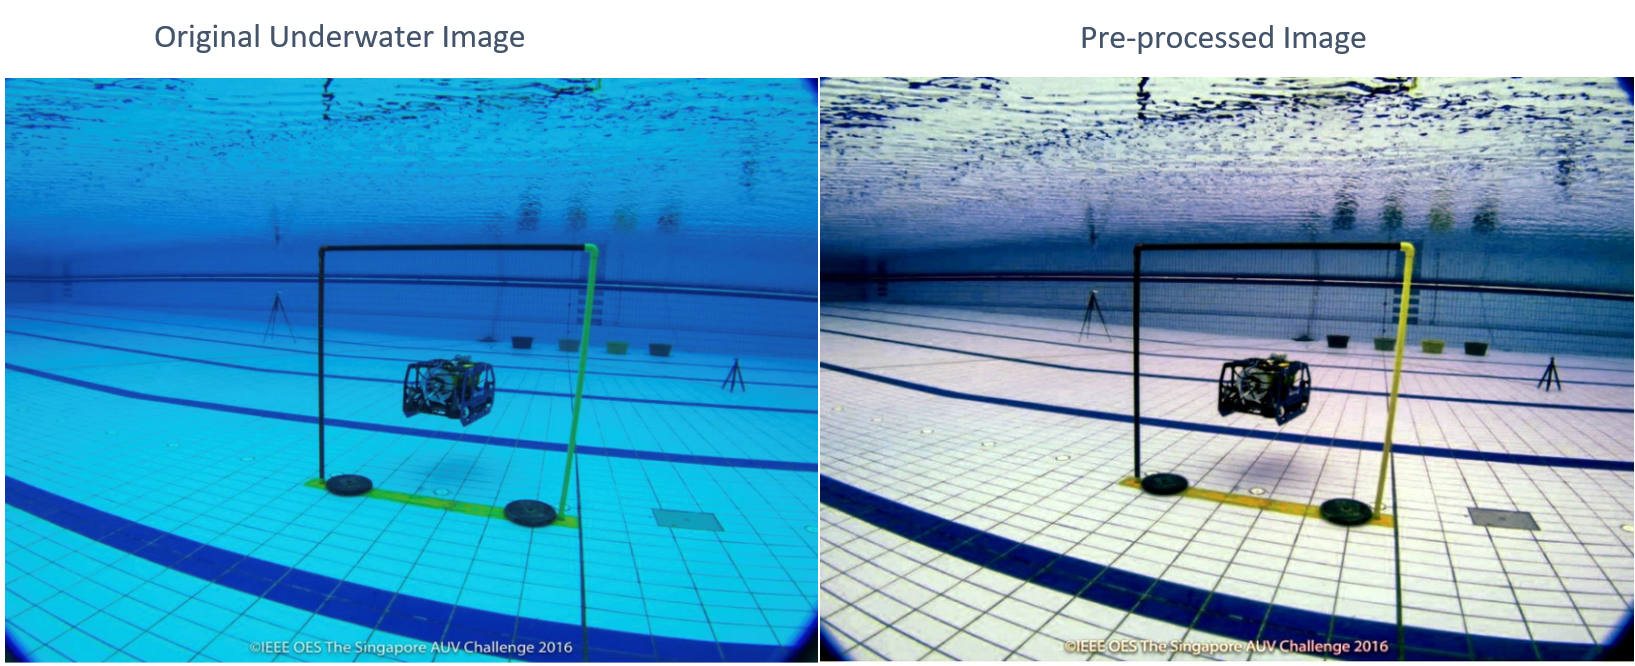 Original Underwater Image
Pre-processed Image
©IEEE OES The Singapore AUV Challenge 2016
©IEEE OES The Singapore AUV Challenge 2016